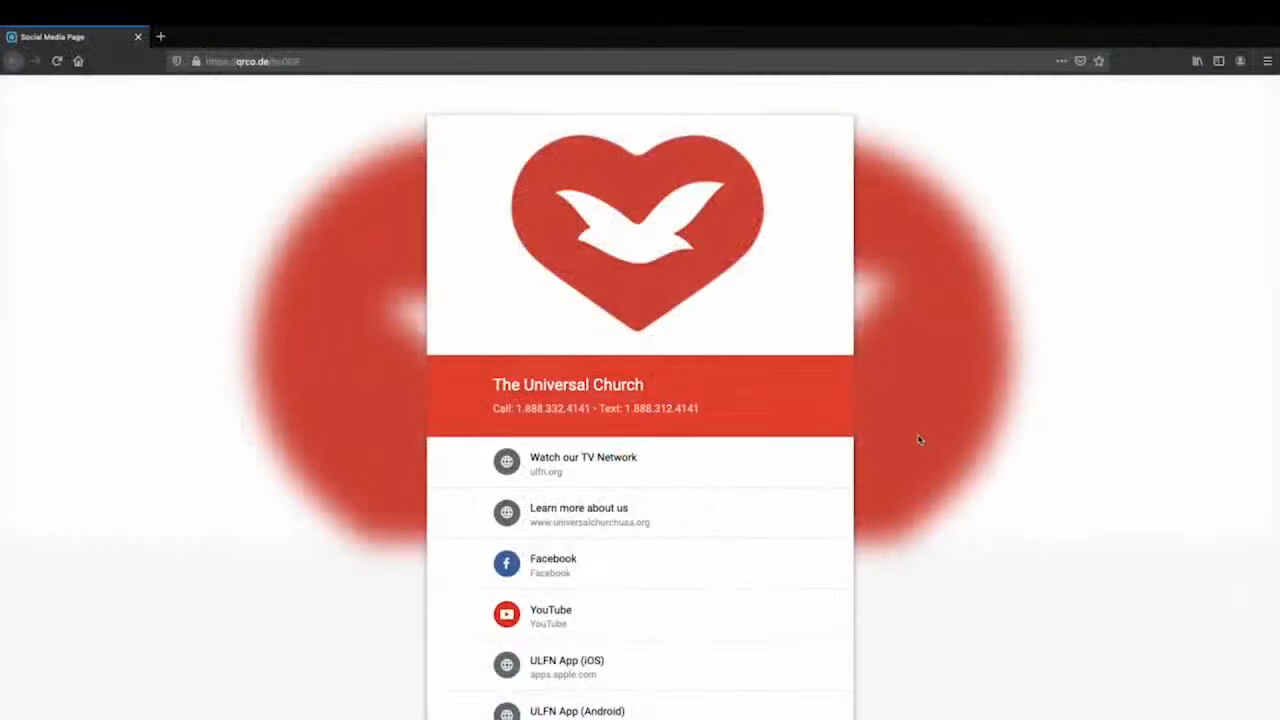 Social Media Page
The Universal Church
Call: 1.888.332.4141 • Text: 1.888.312.4141
Watch our TV Network
ulfn.org
Learn more about us
www.universalchurchusa.org
Facebook
Facebook
YouTube
YouTube
ULFN App (iOS)
apps.apple.com
ULFN App (Android)